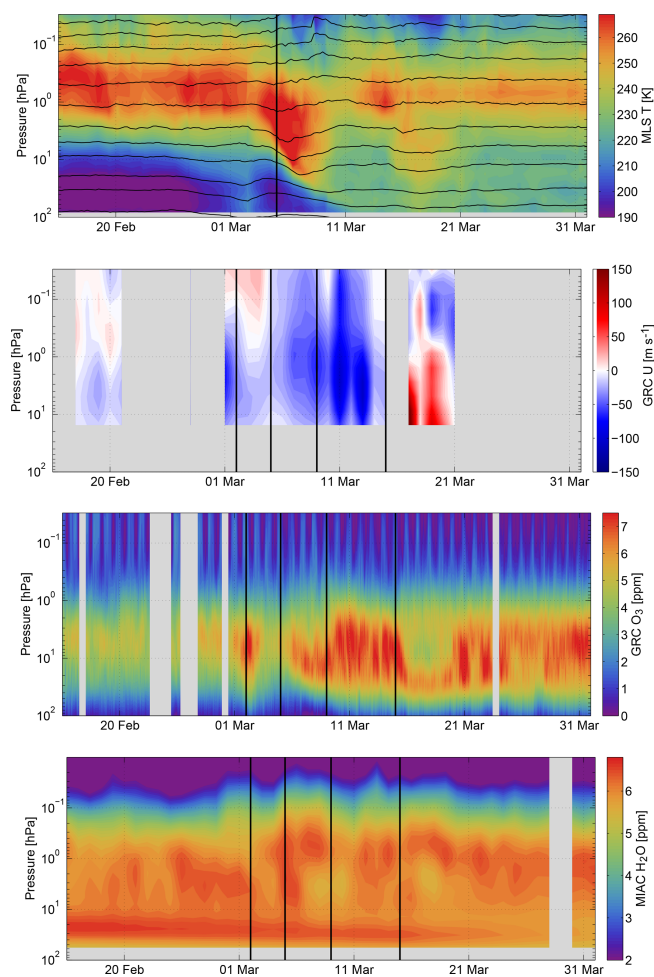 10⁻¹
10⁰
10¹
10²
Pressure [hPa]
20 Feb
01 Mar
11 Mar
21 Mar
31 Mar
260
250
240
230
220
210
200
190
MLS T [K]
10⁻¹
10⁰
10¹
10²
Pressure [hPa]
20 Feb
01 Mar
11 Mar
21 Mar
31 Mar
150
100
50
0
−50
−100
−150
GRC U [m s⁻¹]
10⁻¹
10⁰
10¹
10²
Pressure [hPa]
20 Feb
01 Mar
11 Mar
21 Mar
31 Mar
7
6
5
4
3
2
1
0
GRC O₃ [ppm]
10⁻¹
10⁰
10¹
10²
Pressure [hPa]
20 Feb
01 Mar
11 Mar
21 Mar
31 Mar
6
5
4
3
2
MIAC H₂O [ppm]